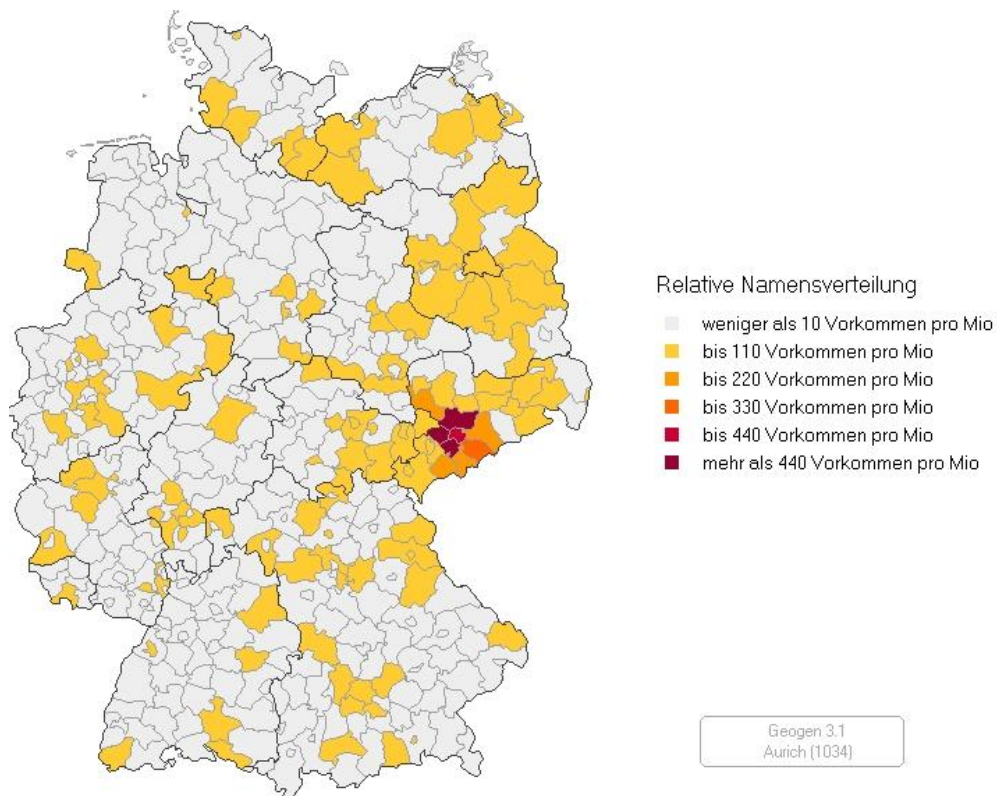 Relative Namensverteilung
weniger als 10 Vorkommen pro Mio
bis 110 Vorkommen pro Mio
bis 220 Vorkommen pro Mio
bis 330 Vorkommen pro Mio
bis 440 Vorkommen pro Mio
mehr als 440 Vorkommen pro Mio
Geogen 3.1
Aurich (1034)